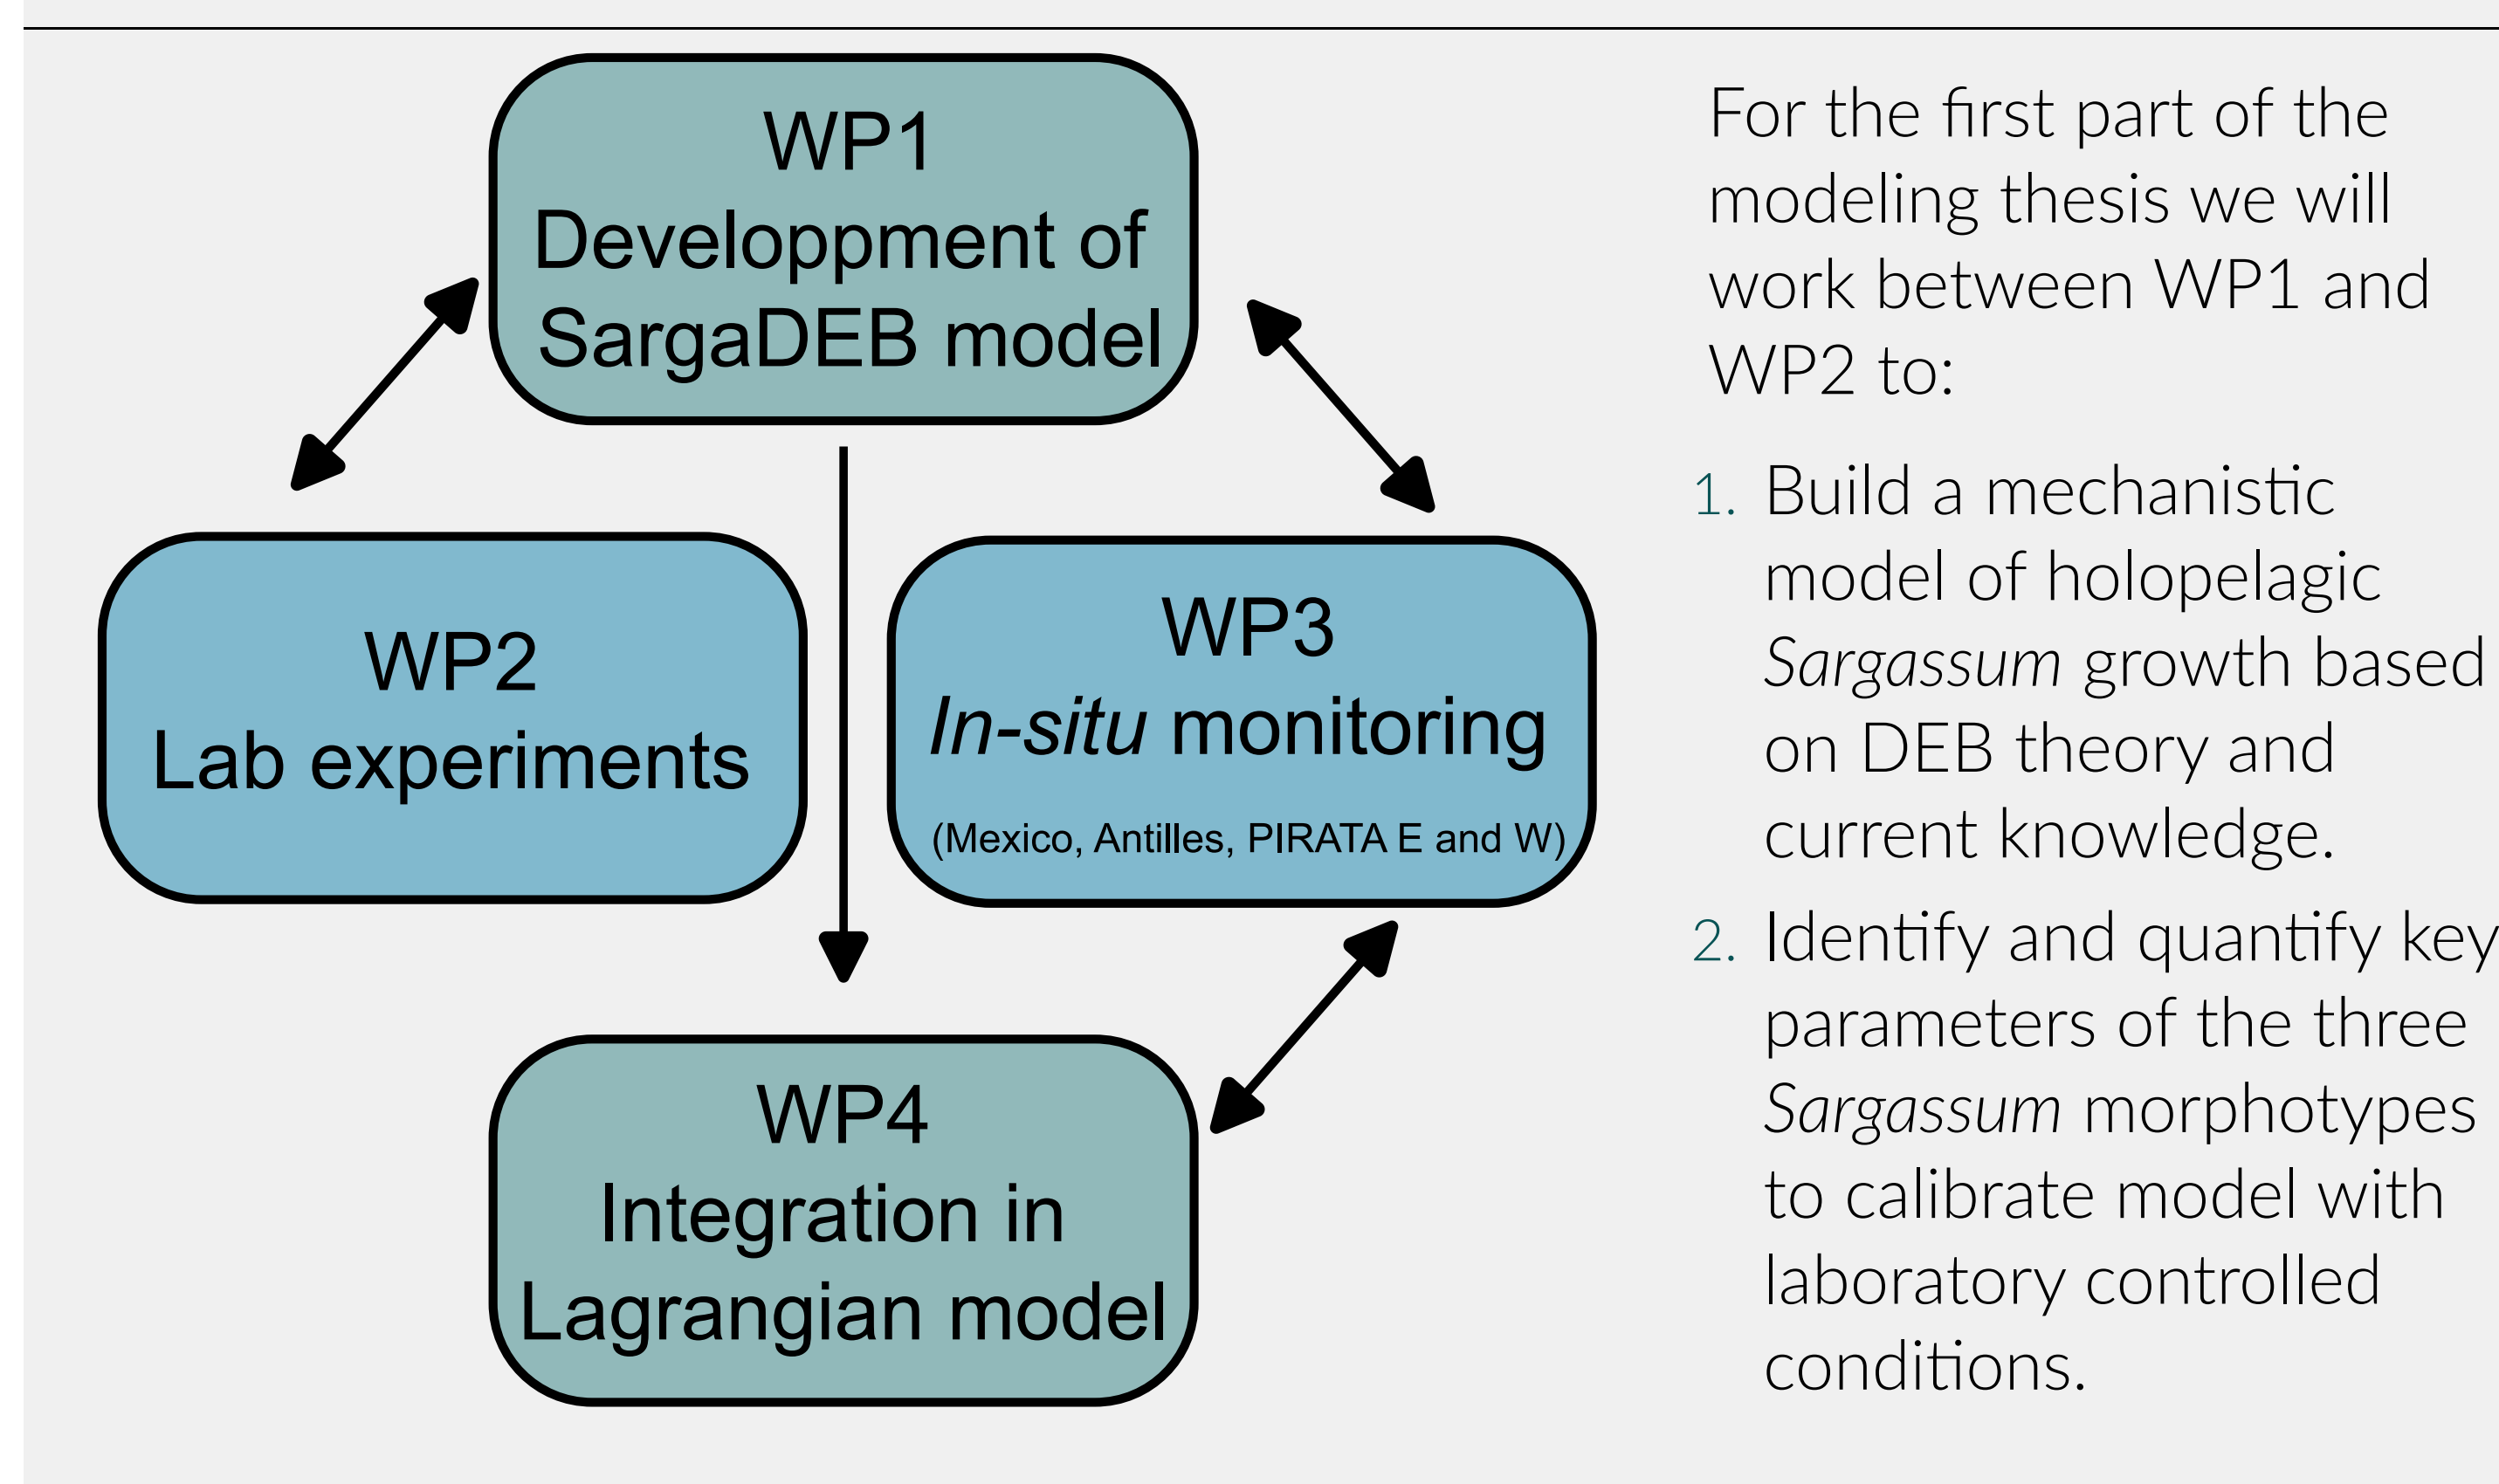 WP1
Developpment of
SargaDEB model
WP2
Lab experiments
WP3
In-situ monitoring
(Mexico, Antilles, PIRATA E and W)
WP4
Integration in
Lagrangian model
For the first part of the
modeling thesis we will
work between WP1 and
WP2 to:
1. Build a mechanistic
model of holopelagic
Sargassum growth based
on DEB theory and
current knowledge.
2. Identify and quantify key
parameters of the three
Sargassum morphotypes
to calibrate model with
laboratory controlled
conditions.